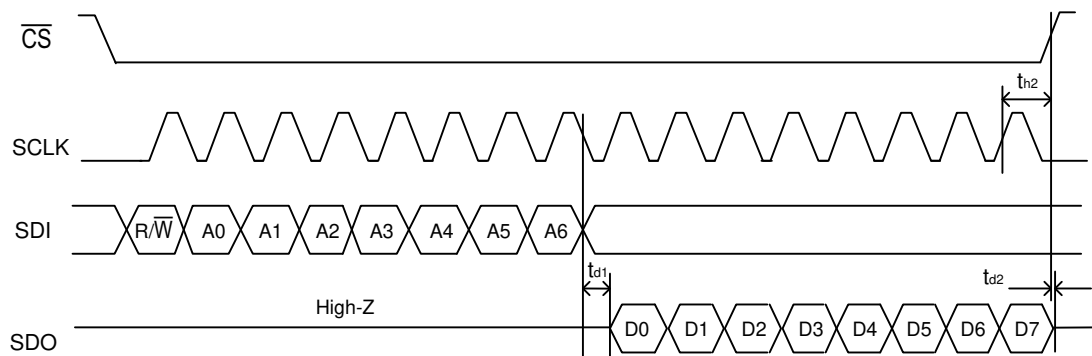 CS
th2
SCLK
SDI R/W A0 A1 A2 A3 A4 A5 A6
td1 td2
High-Z
SDO D0 D1 D2 D3 D4 D5 D6 D7